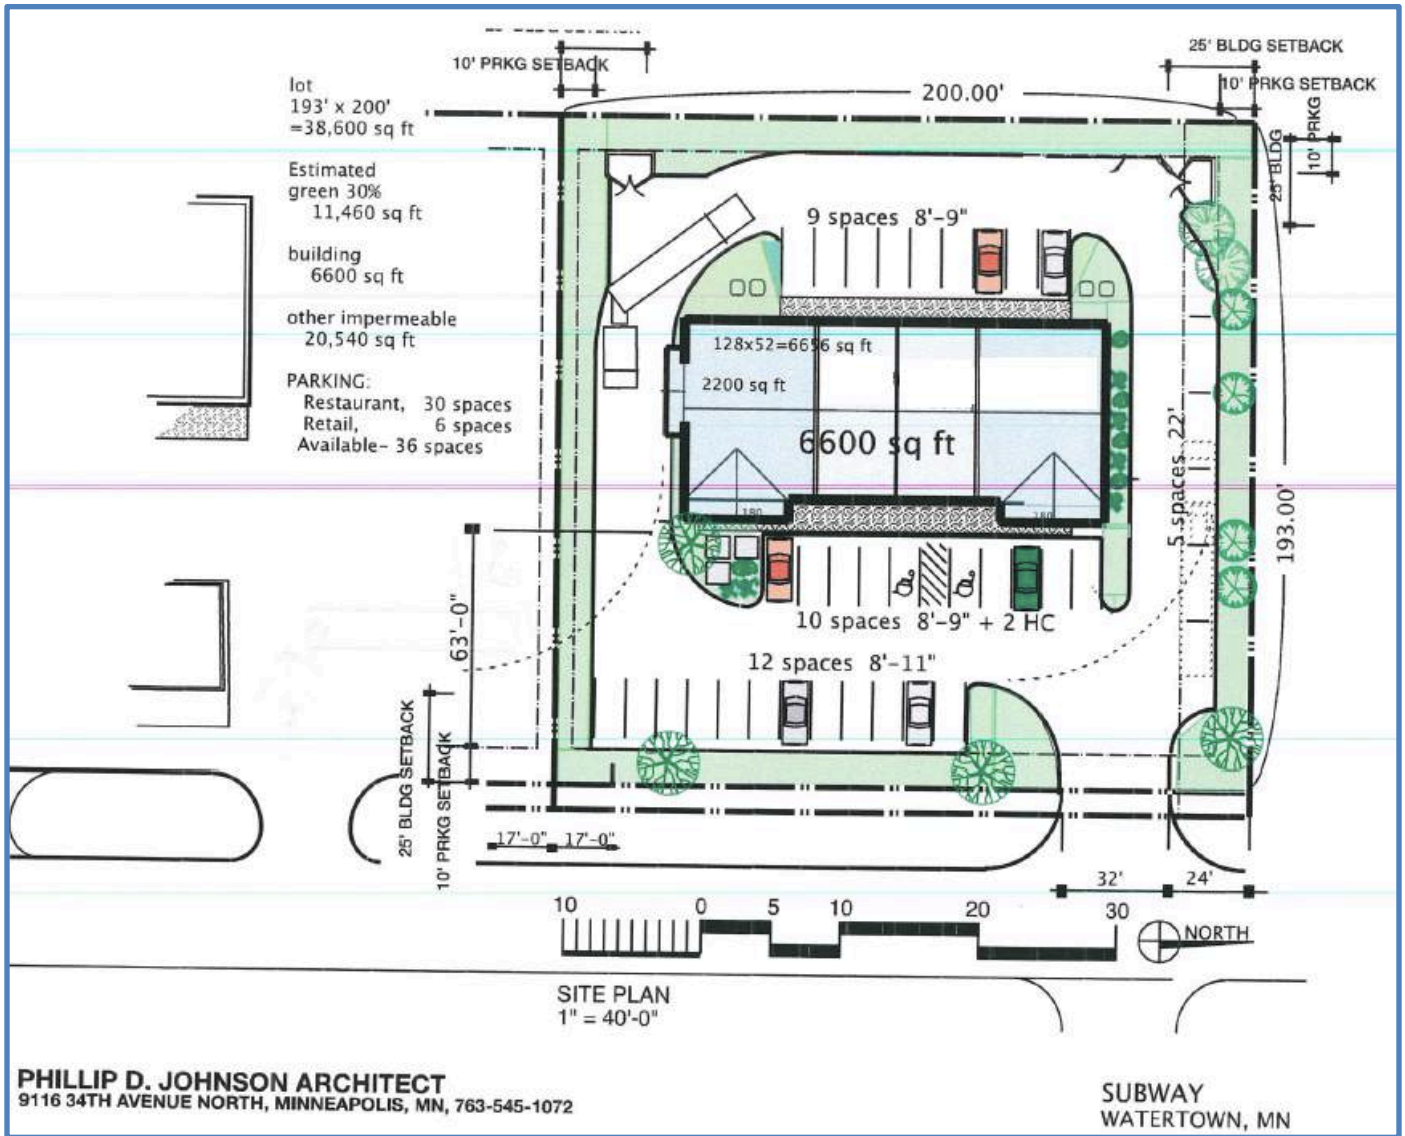 10' PRKG SETBACK
25' BLDG SETBACK
10' PRKG SETBACK
200.00'
25' BLDG
10' PRKG
lot
193' x 200'
=38,600 sq ft
Estimated
green 30%
11,460 sq ft
building
6600 sq ft
other impermeable
20,540 sq ft
PARKING:
Restaurant, 30 spaces
Retail, 6 spaces
Available- 36 spaces
9 spaces 8'-9"
128x52=6656 sq ft
2200 sq ft
6600 sq ft
180
180
5 spaces 22'
193.00'
63'-0"
10 spaces 8'-9" + 2 HC
12 spaces 8'-11"
25' BLDG SETBACK
10' PRKG SETBACK
17'-0" 17'-0"
32' 24'
10 0 5 10 20 30
NORTH
SITE PLAN
1" = 40'-0"
PHILLIP D. JOHNSON ARCHITECT
9116 34TH AVENUE NORTH, MINNEAPOLIS, MN, 763-545-1072
SUBWAY
WATERTOWN, MN